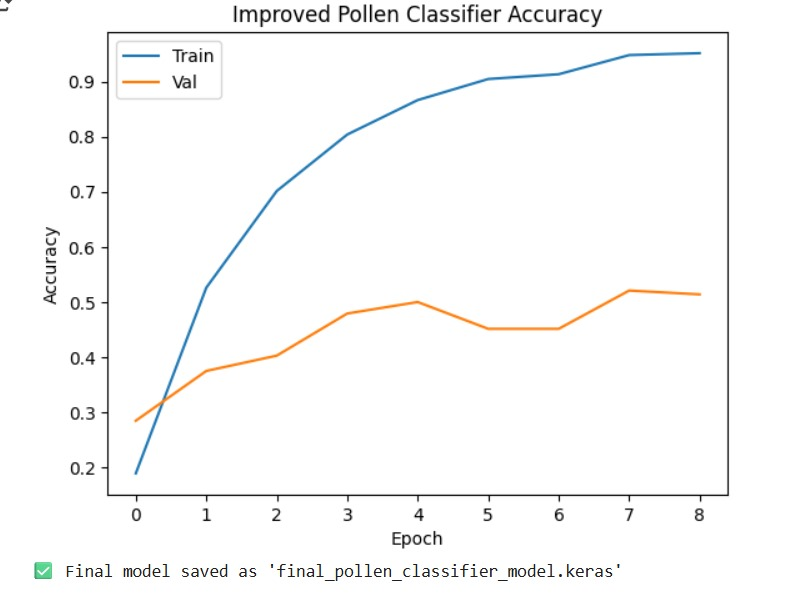 Improved Pollen Classifier Accuracy
Train
Val
Accuracy
0.9
0.8
0.7
0.6
0.5
0.4
0.3
0.2
0 1 2 3 4 5 6 7 8
Epoch
✅ Final model saved as 'final_pollen_classifier_model.keras'